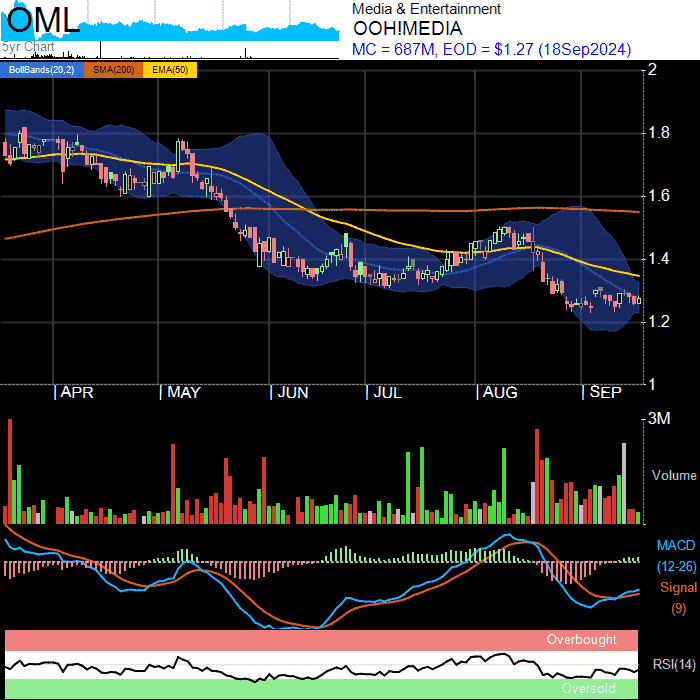 OML
5yr Chart
Media & Entertainment
OOH!MEDIA
MC = 687M, EOD = $1.27 (18Sep2024)
BollBands(20,2) SMA(200) EMA(50)
2
1.8
1.6
1.4
1.2
1
APR MAY JUN JUL AUG SEP
3M
Volume
MACD
(12-26)
Signal
(9)
Overbought
RSI(14)
Oversold